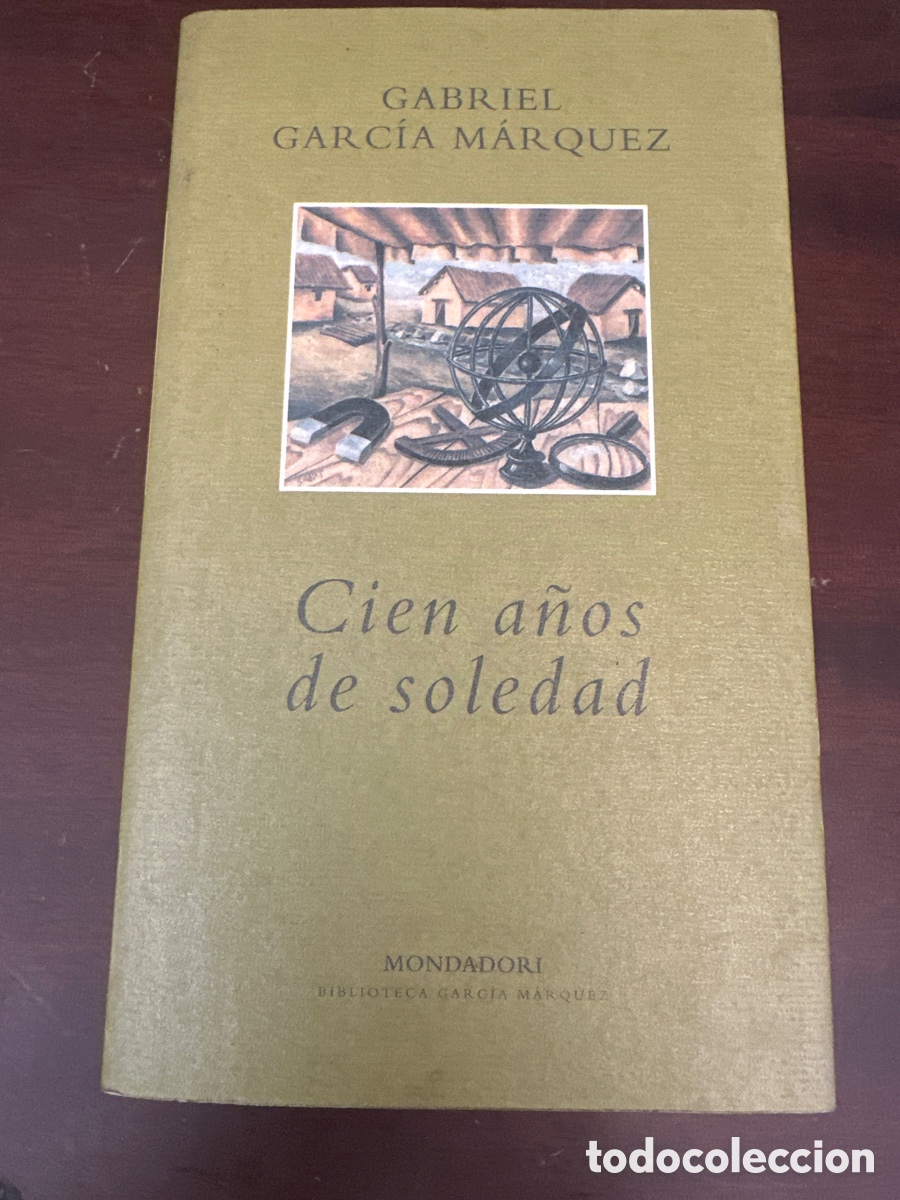 GABRIEL
GARCÍA MÁRQUEZ
Cien años
de soledad
MONDADORI
BIBLIOTECA GARCÍA MÁRQUEZ
todocoleccion